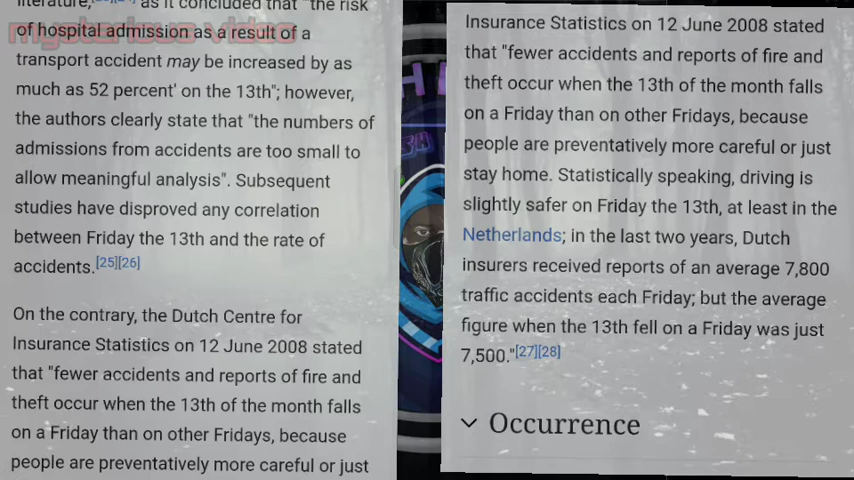 literature, as it concluded that "the risk
of hospital admission as a result of a
transport accident may be increased by as
much as 52 percent' on the 13th"; however,
the authors clearly state that "the numbers of
admissions from accidents are too small to
allow meaningful analysis". Subsequent
studies have disproved any correlation
between Friday the 13th and the rate of
accidents.[25][26]
On the contrary, the Dutch Centre for
Insurance Statistics on 12 June 2008 stated
that "fewer accidents and reports of fire and
theft occur when the 13th of the month falls
on a Friday than on other Fridays, because
people are preventatively more careful or just
mysterious video
Insurance Statistics on 12 June 2008 stated
that "fewer accidents and reports of fire and
theft occur when the 13th of the month falls
on a Friday than on other Fridays, because
people are preventatively more careful or just
stay home. Statistically speaking, driving is
slightly safer on Friday the 13th, at least in the
Netherlands; in the last two years, Dutch
insurers received reports of an average 7,800
traffic accidents each Friday; but the average
figure when the 13th fell on a Friday was just
7,500."[27][28]
Occurrence